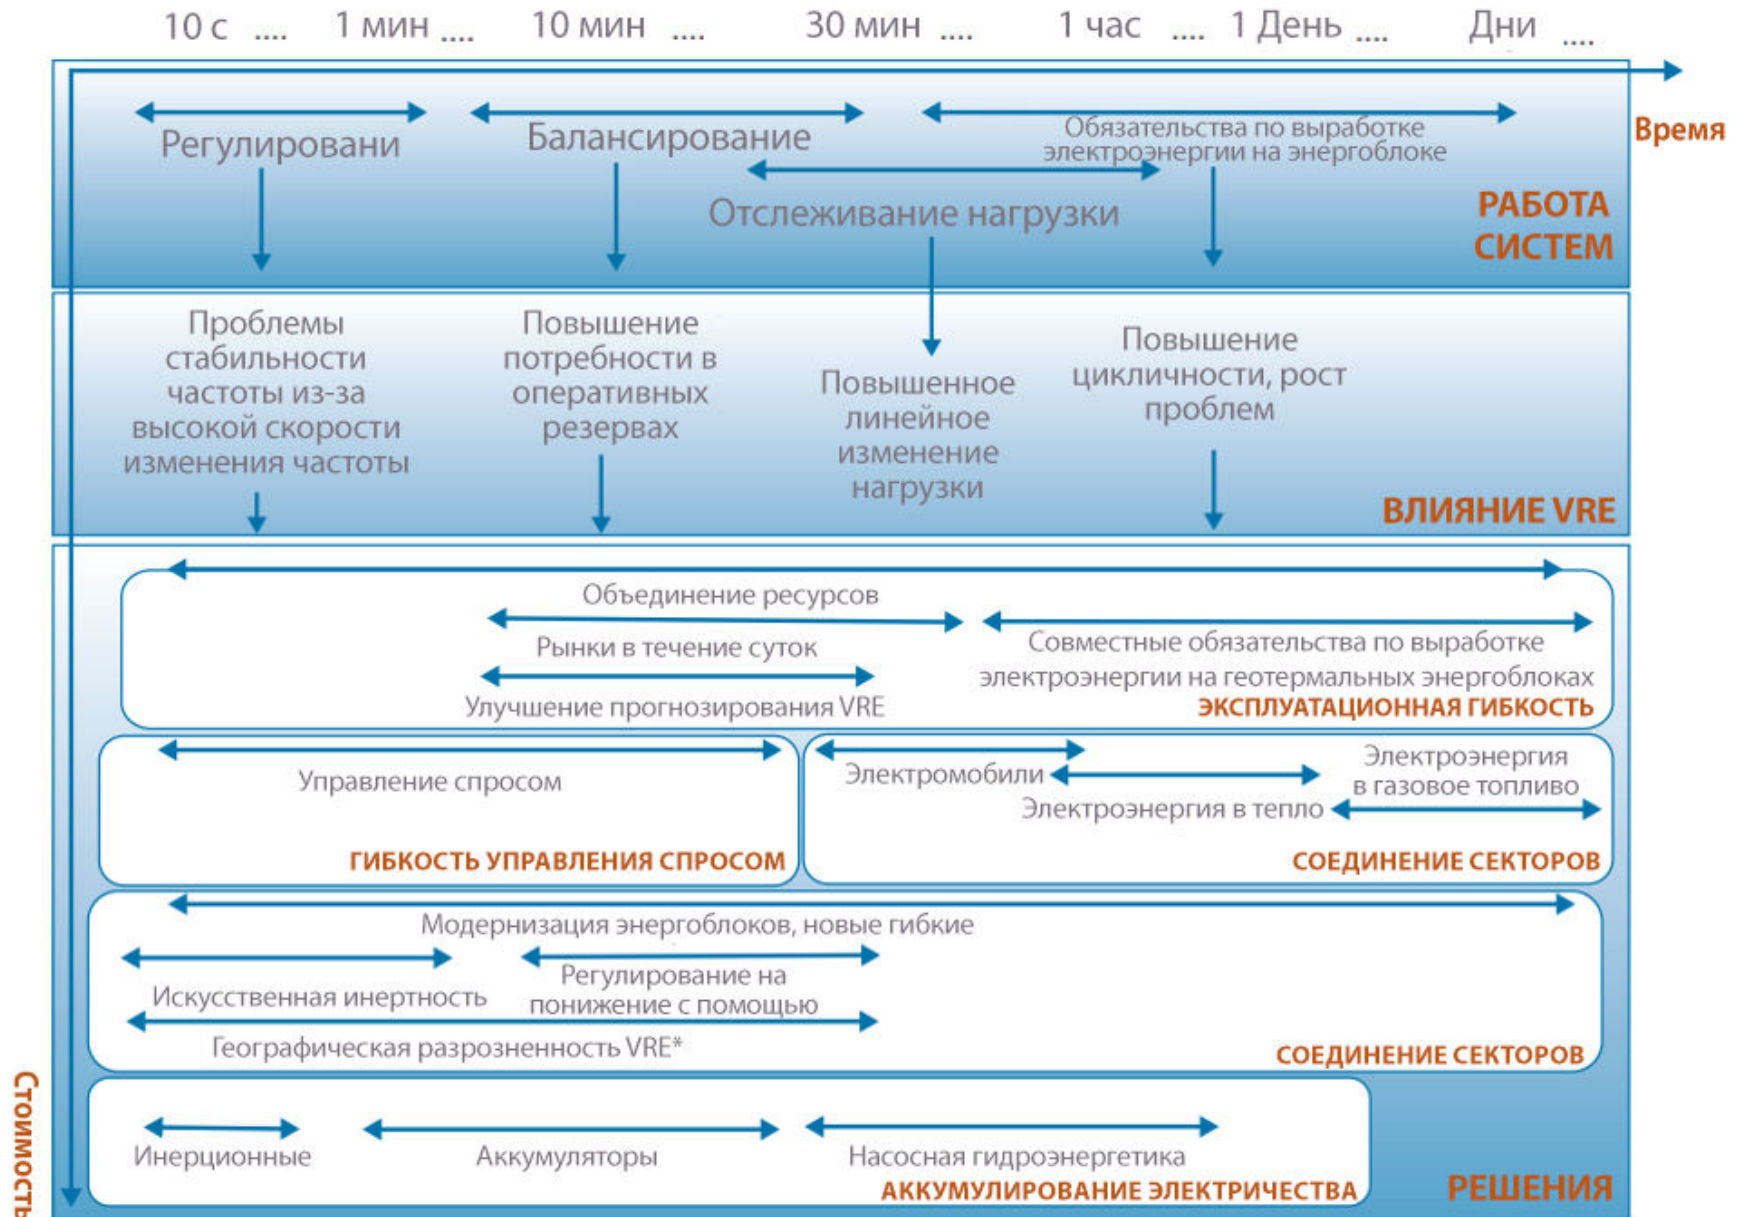 10 с .... 1 мин .... 10 мин .... 30 мин .... 1 час .... 1 День .... Дни ....
Время
Регулировани
Балансирование
Обязательства по выработке
электроэнергии на энергоблоке
Отслеживание нагрузки
РАБОТА
СИСТЕМ
Проблемы
стабильности
частоты из-за
высокой скорости
изменения частоты
Повышение
потребности в
оперативных
резервах
Повышенное
линейное
изменение
нагрузки
Повышение
цикличности, рост
проблем
ВЛИЯНИЕ VRE
Объединение ресурсов
Рынки в течение суток
Улучшение прогнозирования VRE
Совместные обязательства по выработке
электроэнергии на геотермальных энергоблоках
ЭКСПЛУАТАЦИОННАЯ ГИБКОСТЬ
Управление спросом
ГИБКОСТЬ УПРАВЛЕНИЯ СПРОСОМ
Электромобили
Электроэнергия в тепло
Электроэнергия
в газовое топливо
СОЕДИНЕНИЕ СЕКТОРОВ
Модернизация энергоблоков, новые гибкие
Искусственная инертность
Регулирование на
понижение с помощью
Географическая разрозненность VRE*
СОЕДИНЕНИЕ СЕКТОРОВ
Инерционные
Аккумуляторы
Насосная гидроэнергетика
АККУМУЛИРОВАНИЕ ЭЛЕКТРИЧЕСТВА
РЕШЕНИЯ
Стоимость